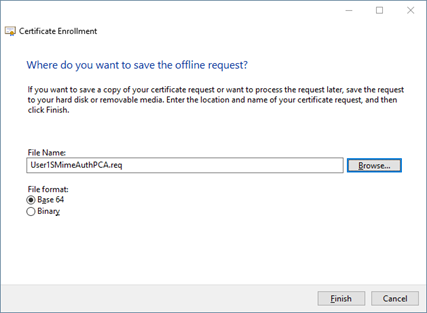 Certificate Enrollment
Where do you want to save the offline request?
If you want to save a copy of your certificate request or want to process the request later, save the request
to your hard disk or removable media. Enter the location and name of your certificate request, and then
click Finish.
File Name:
User1SMimeAuthPCA.req
Browse...
File format:
Base 64
Binary
Finish
Cancel